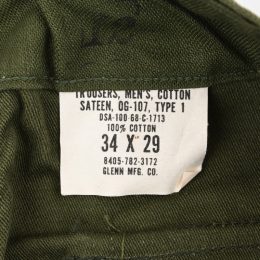 TROUSERS, MEN'S, COTTON
SATEEN, OG-107, TYPE 1
DSA-100-68-C-1713
100% COTTON
34 X 29
8405-782-3172
GLENN MFG. CO.